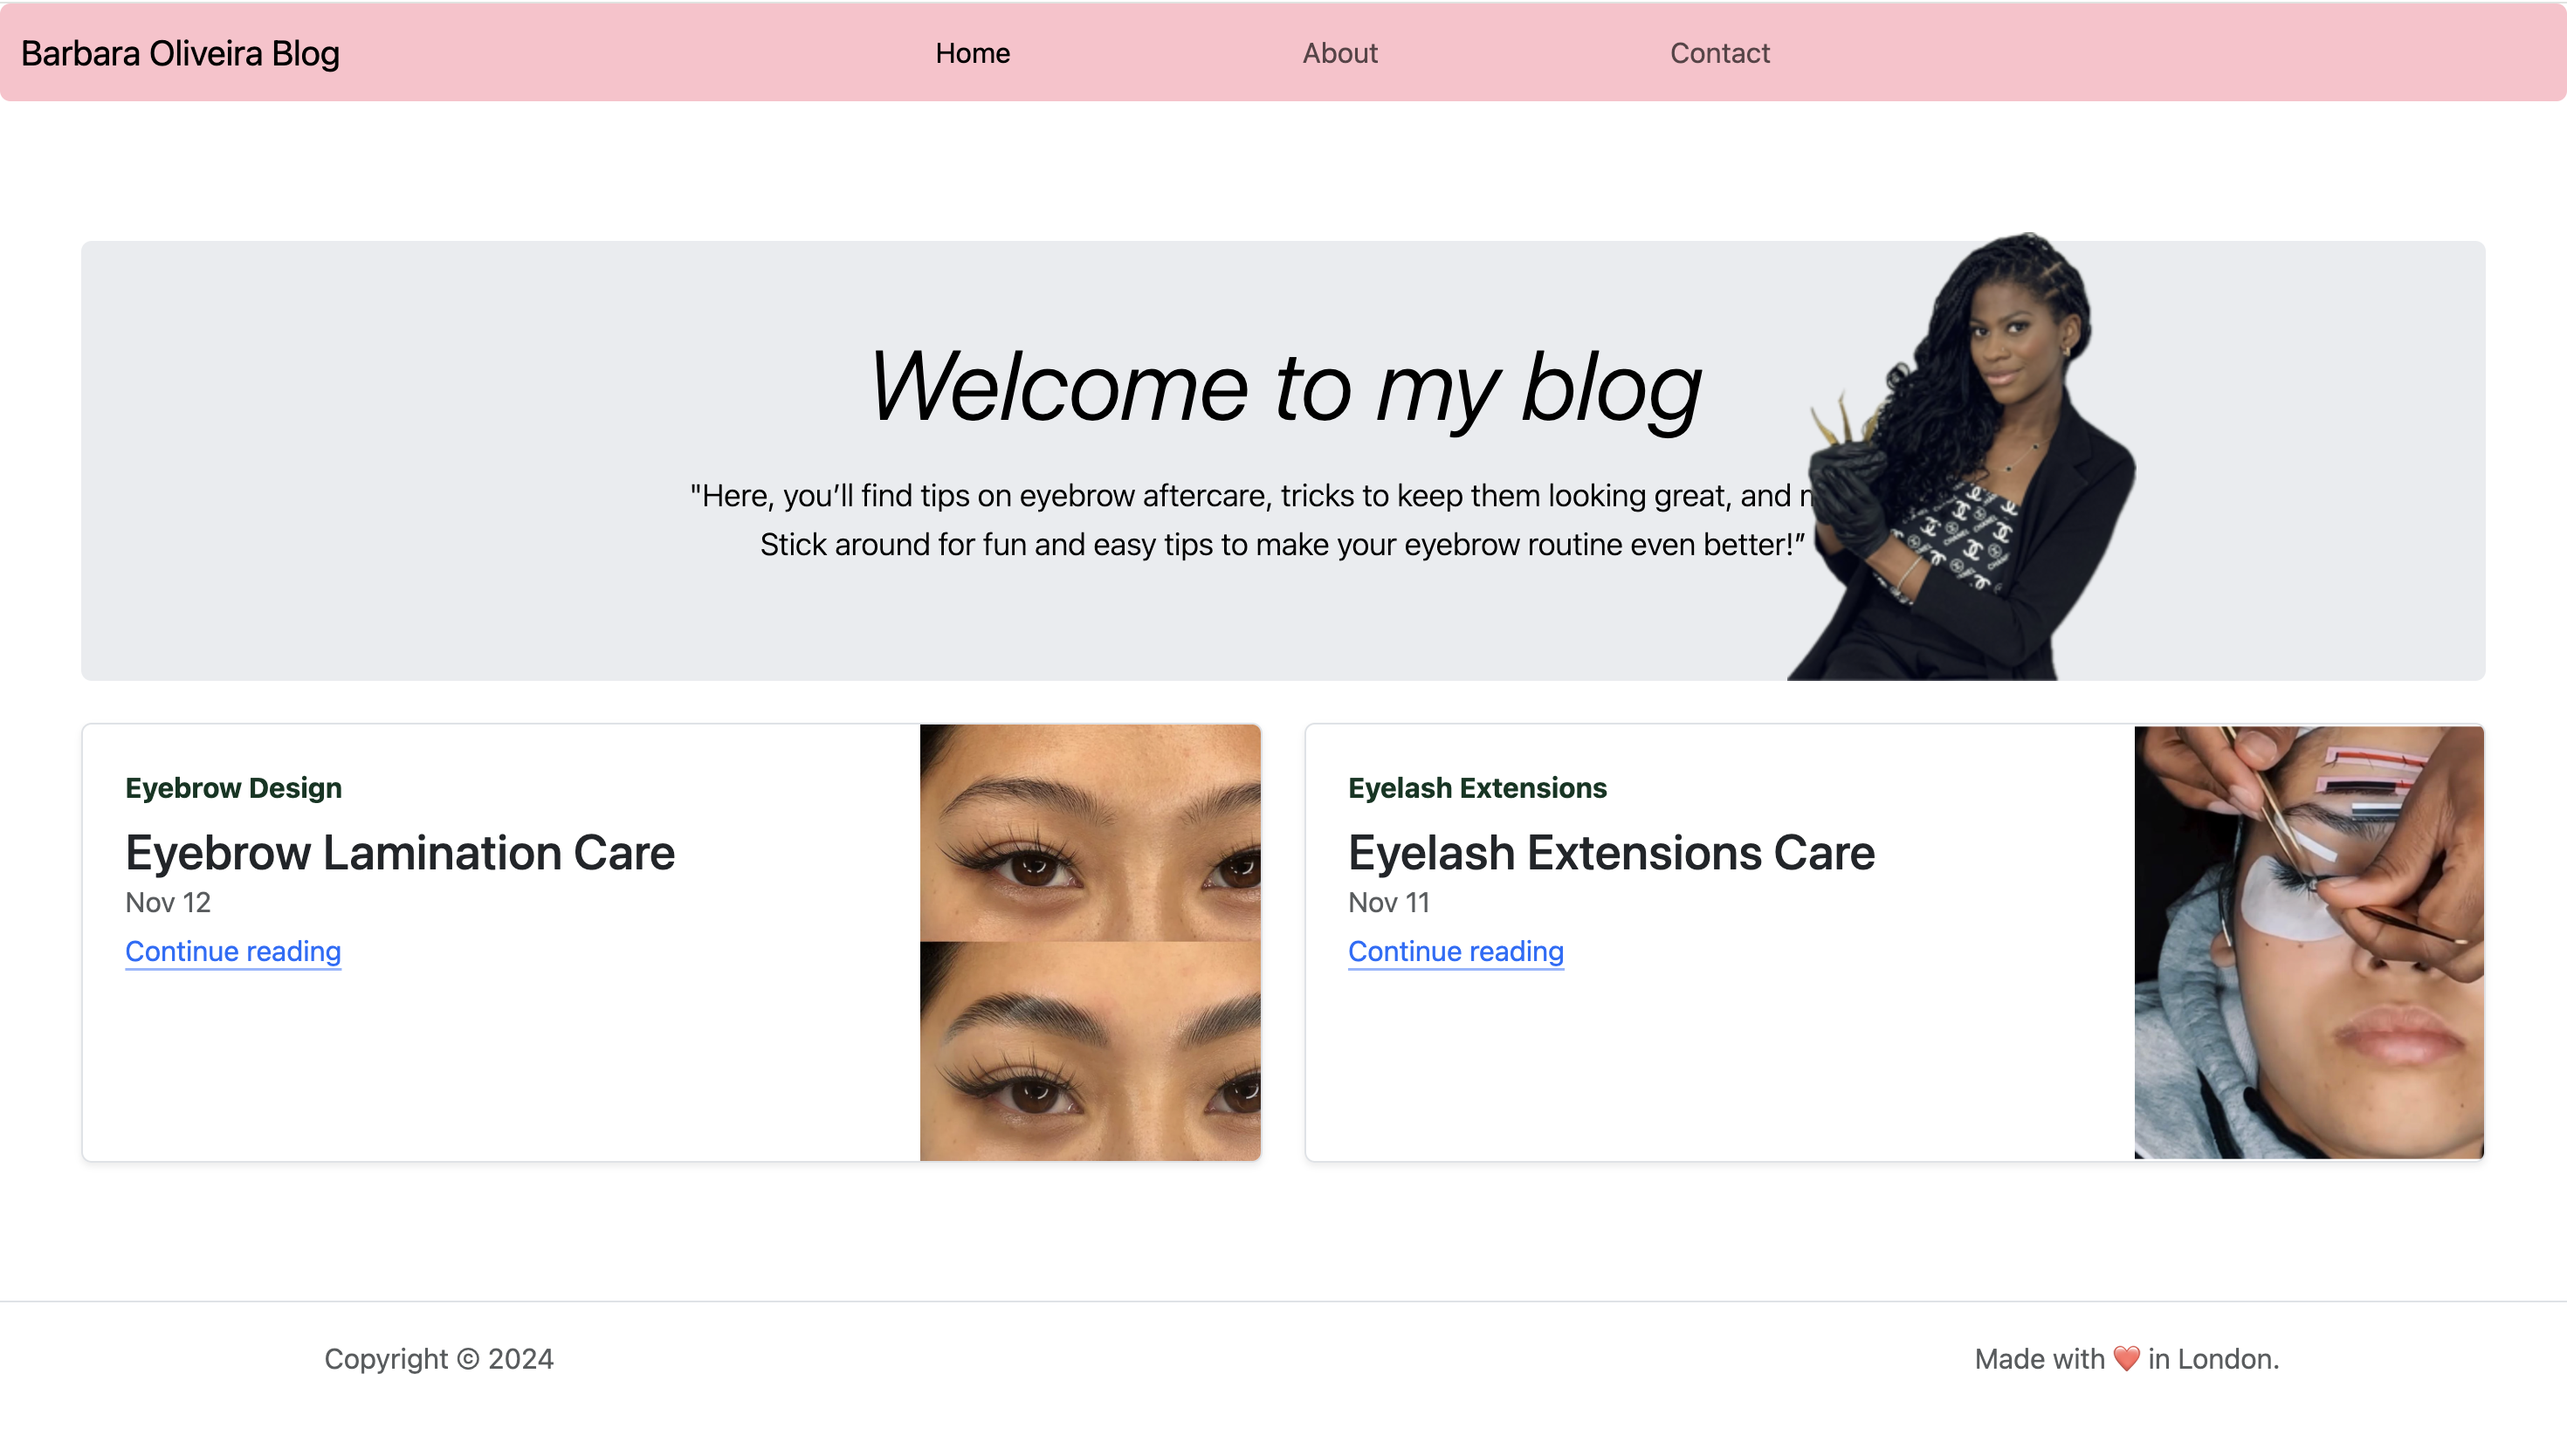 Barbara Oliveira Blog
Home
About
Contact
Welcome to my blog
"Here, you’ll find tips on eyebrow aftercare, tricks to keep them looking great, and
Stick around for fun and easy tips to make your eyebrow routine even better!”
CHANEL
Eyebrow Design
Eyebrow Lamination Care
Nov 12
Continue reading
Eyelash Extensions
Eyelash Extensions Care
Nov 11
Continue reading
Copyright © 2024
Made with ❤️ in London.